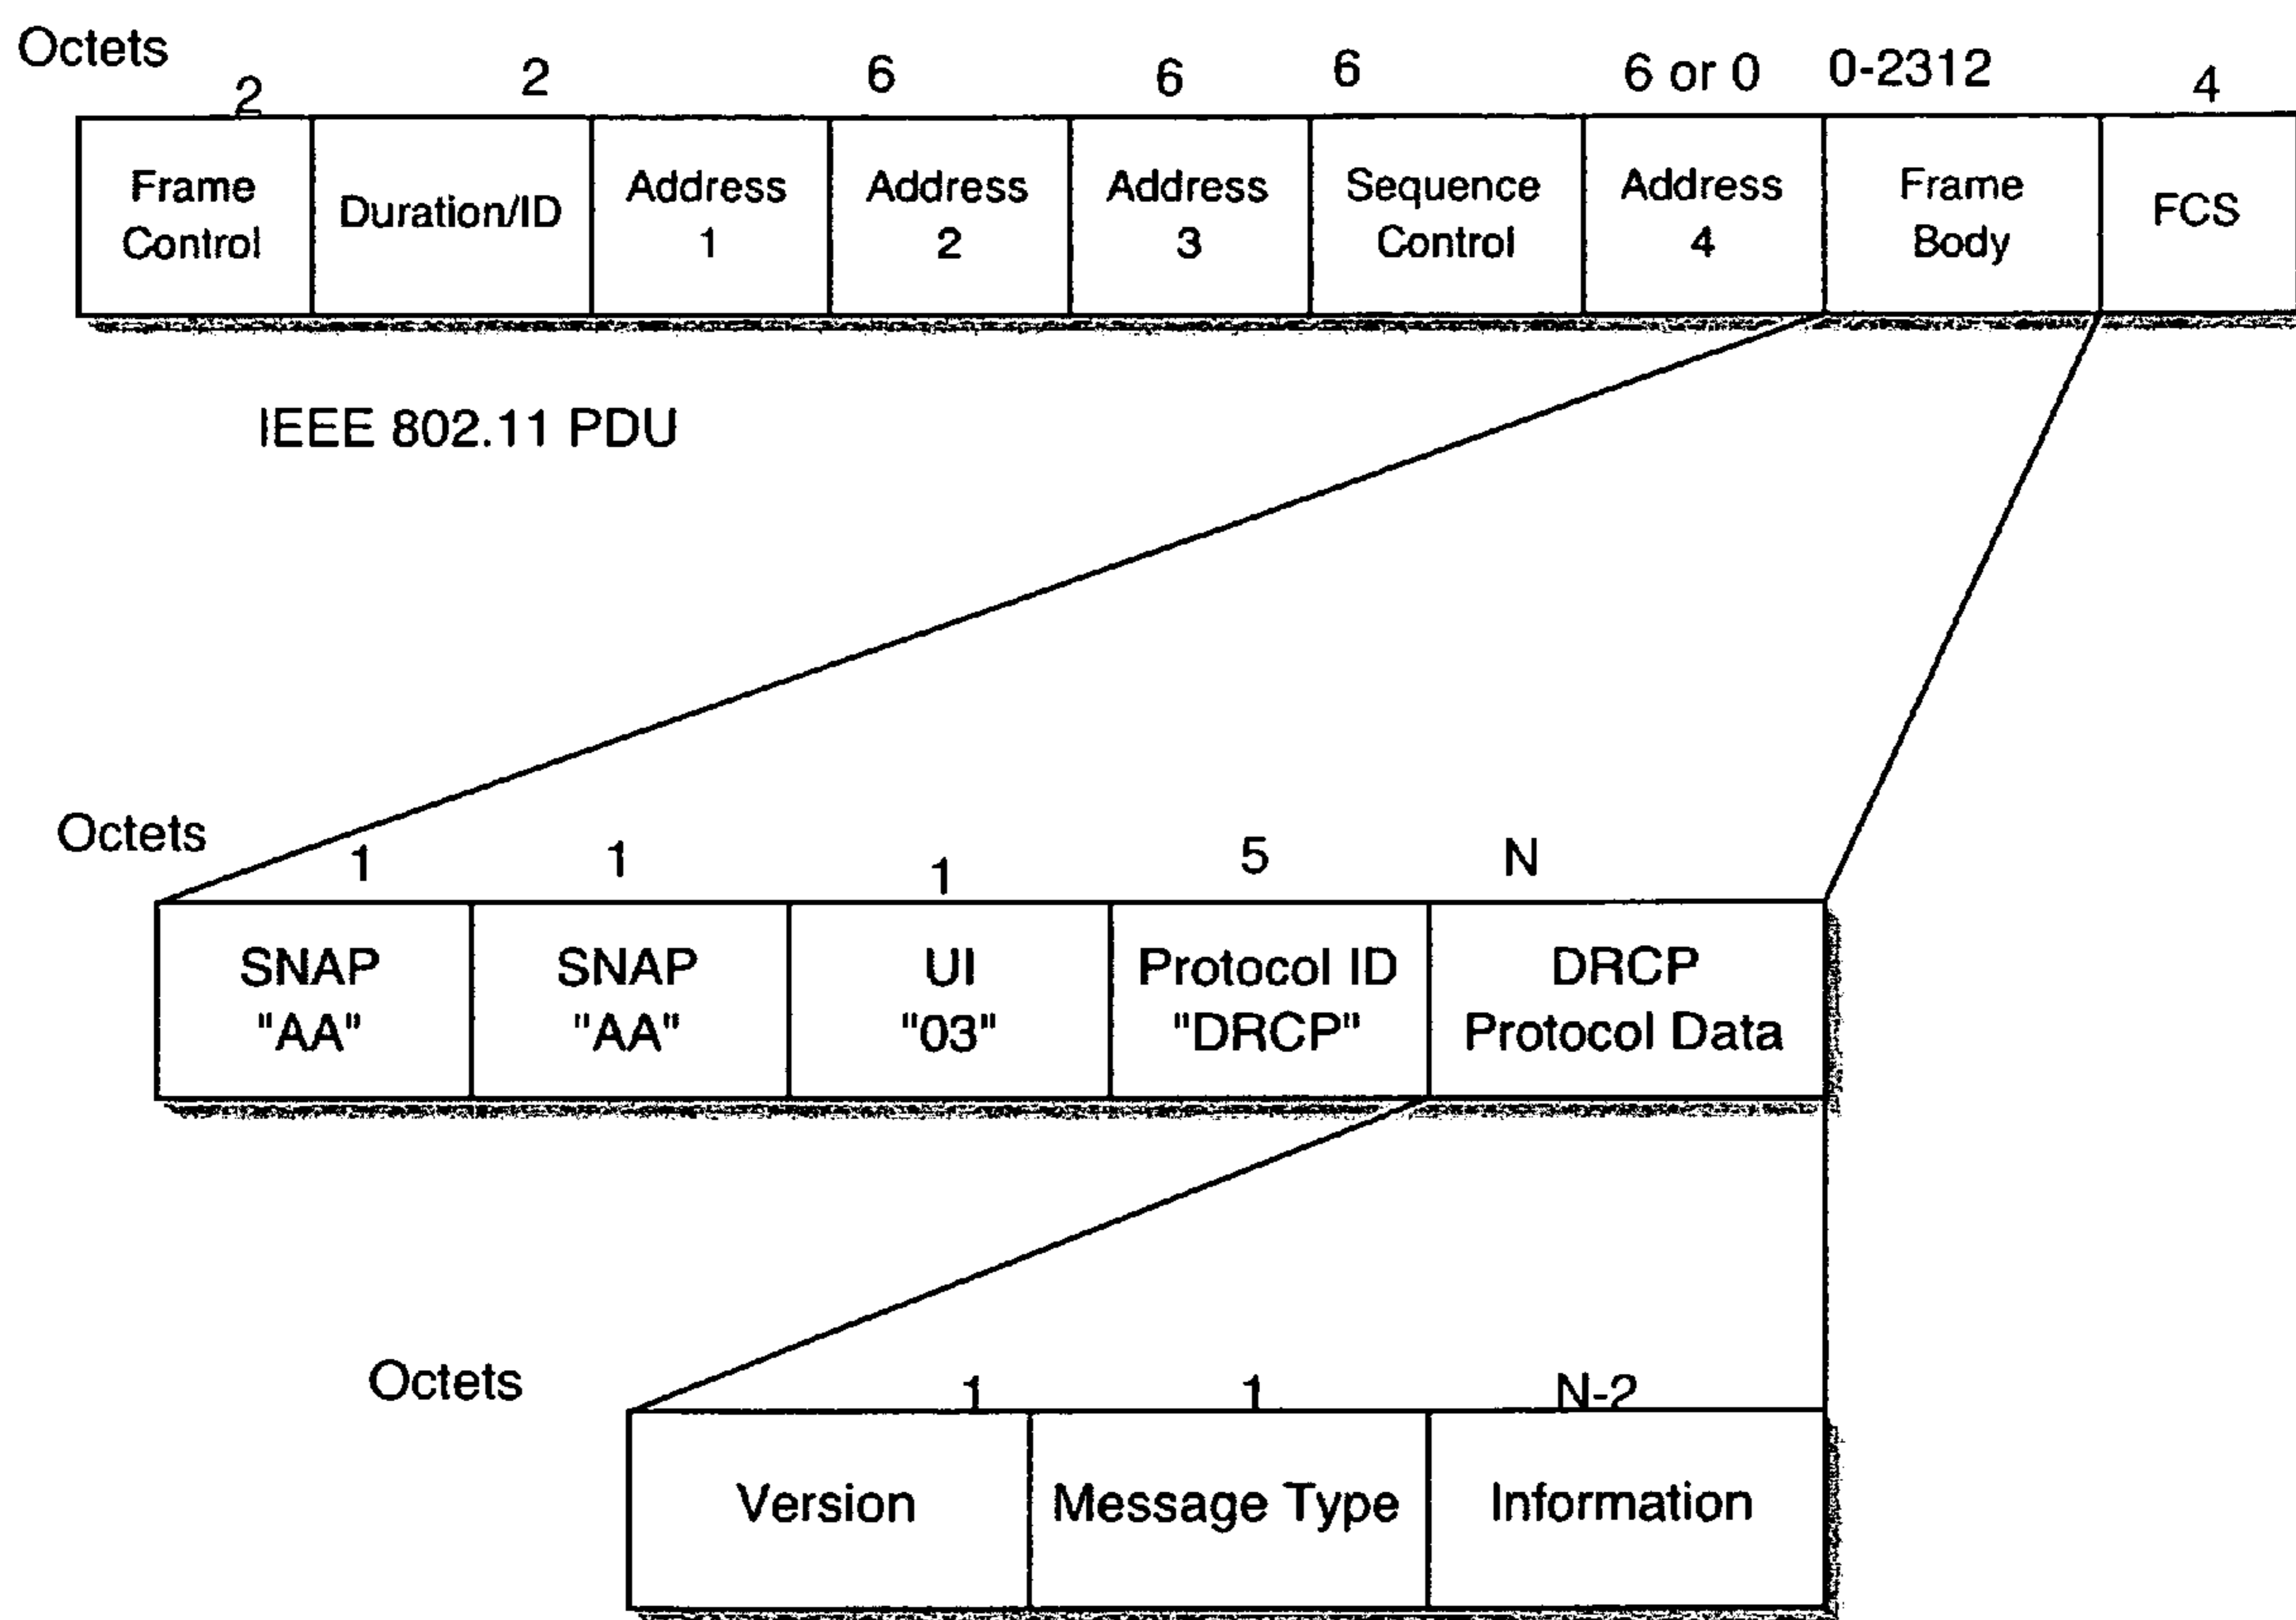 Octets
2 2 6 6 6 6 or 0 0-2312 4
Frame Control
Duration/ID
Address 1
Address 2
Address 3
Sequence Control
Address 4
Frame Body
FCS
IEEE 802.11 PDU
Octets
1 1 1 5 N
SNAP "AA"
SNAP "AA"
UI "03"
Protocol ID "DRCP"
DRCP Protocol Data
Octets
1 1 N-2
Version
Message Type
Information